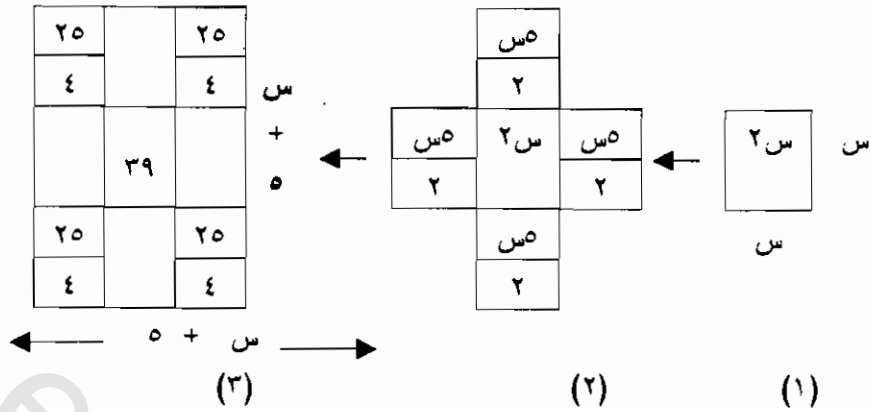 س٢
س
س
(١)
٥س
٢
٥س
٢
س٢
٥س
٢
٥س
٢
(٢)
٢٥
٤
٢٥
٤
٣٩
٢٥
٤
٢٥
٤
س
+
٥
س + ٥
(٣)